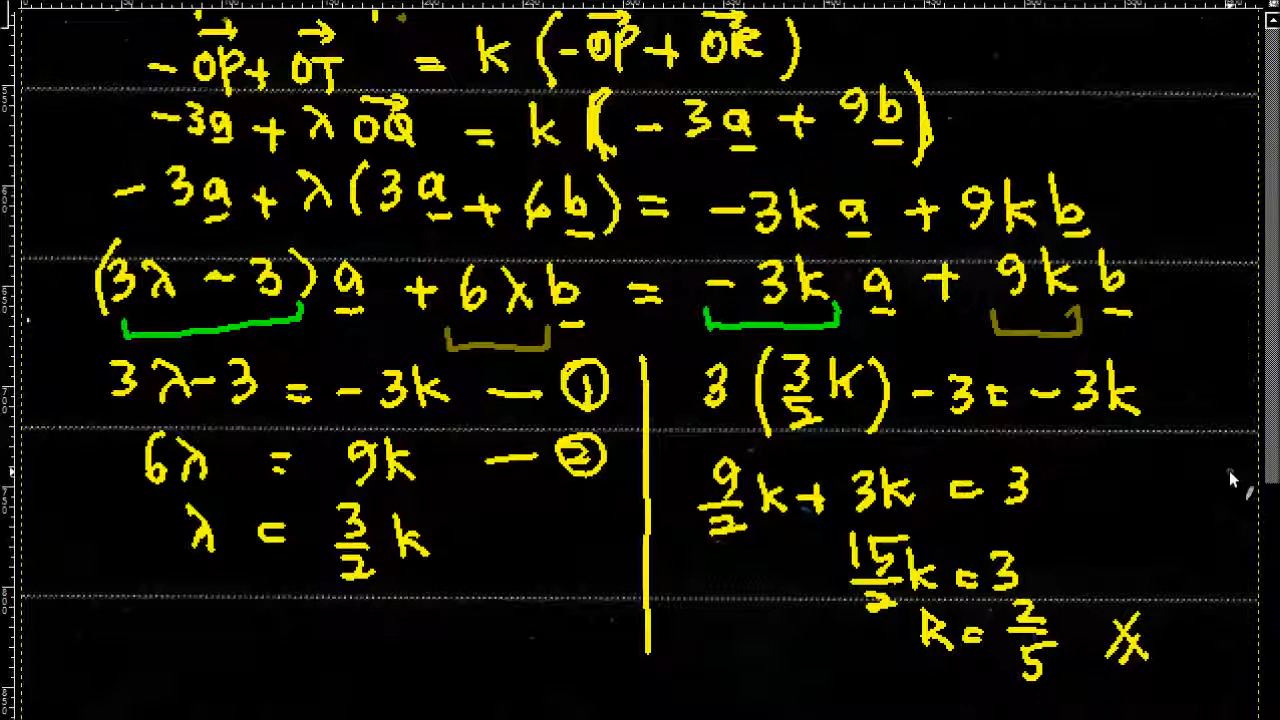 -OP + OT = k(-OP + OR)
-3a + λOQ = k(-3a + 9b)
-3a + λ(3a + 6b) = -3ka + 9kb
(3λ - 3)a + 6λb = -3ka + 9kb
3λ - 3 = -3k — ①
6λ = 9k — ②
λ = 3/2 k
3(3/2 k) - 3 = -3k
9/2 k + 3k = 3
15/2 k = 3
k = 2/5